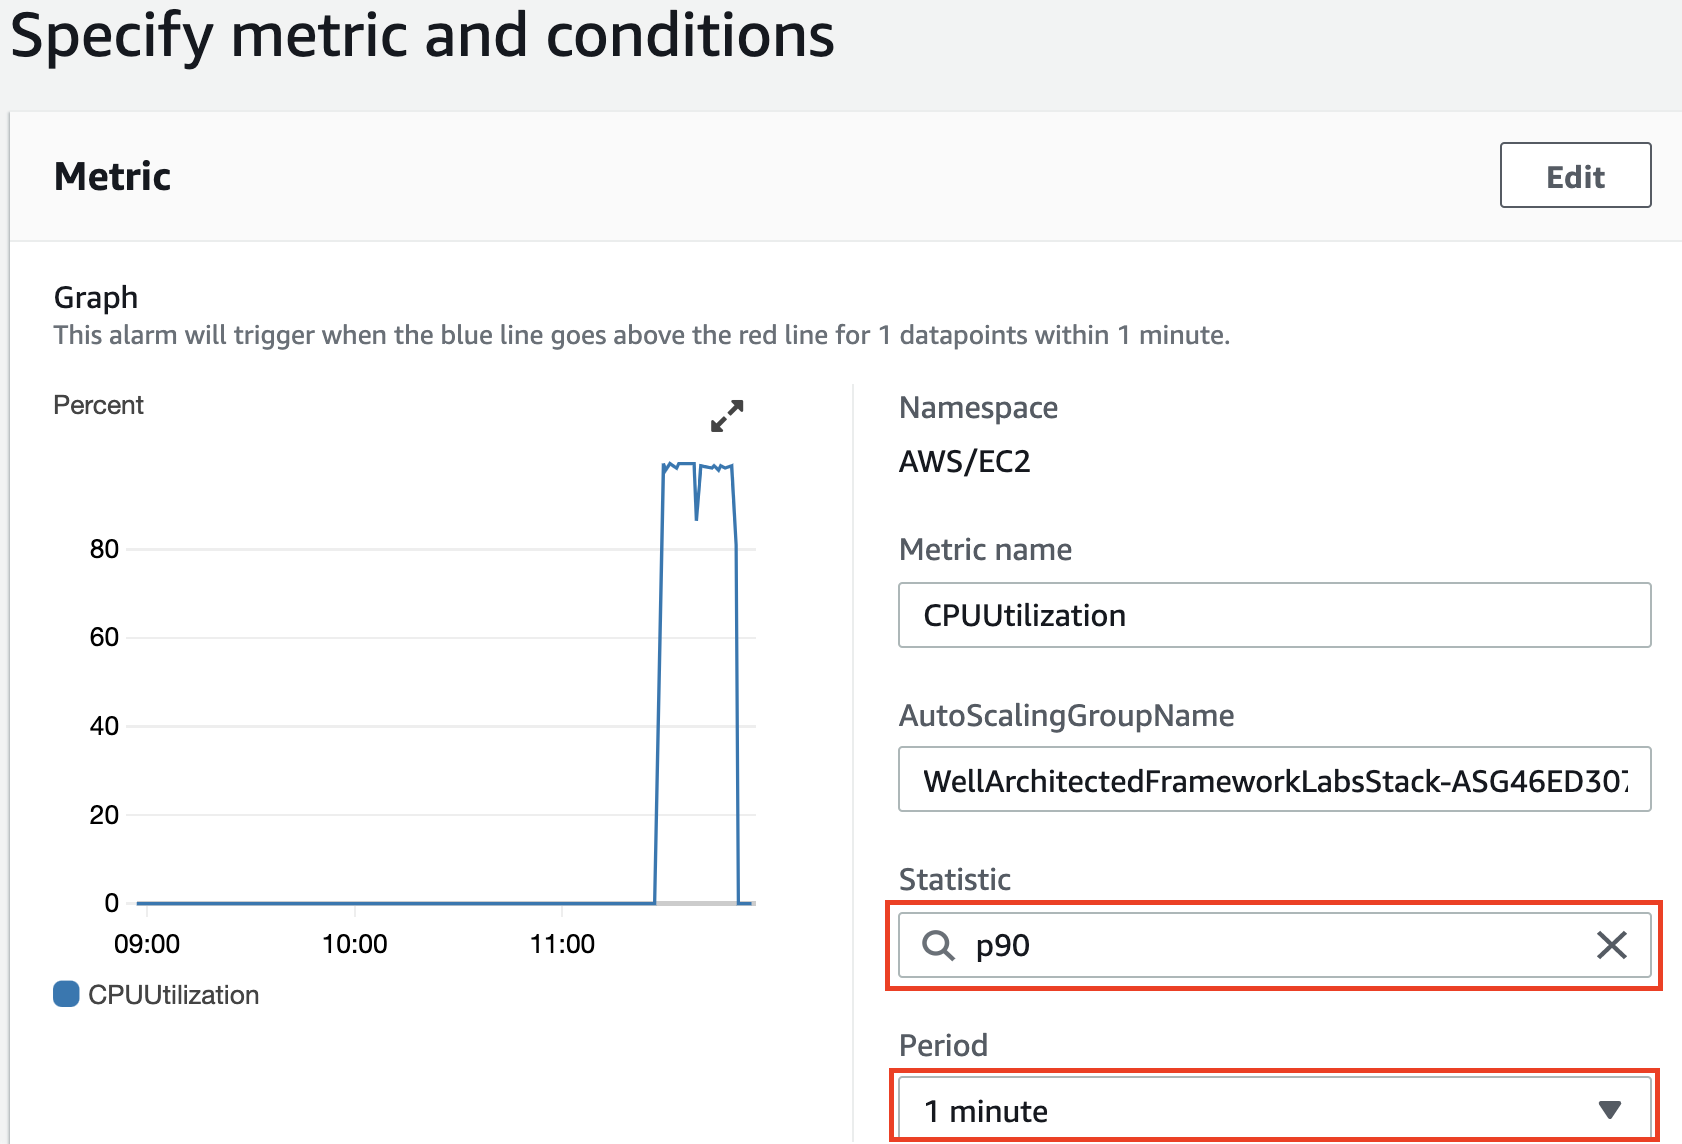 Specify metric and conditions
Metric
Edit
Graph
This alarm will trigger when the blue line goes above the red line for 1 datapoints within 1 minute.
Percent
80
60
40
20
0
09:00 10:00 11:00
CPUUtilization
Namespace
AWS/EC2
Metric name
CPUUtilization
AutoScalingGroupName
WellArchitectedFrameworkLabsStack-ASG46ED307
Statistic
p90
Period
1 minute